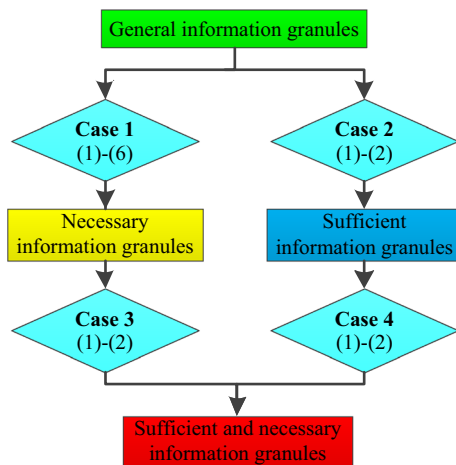 General information granules
Case 1
(1)-(6)
Case 2
(1)-(2)
Necessary
information granules
Sufficient
information granules
Case 3
(1)-(2)
Case 4
(1)-(2)
Sufficient and necessary
information granules